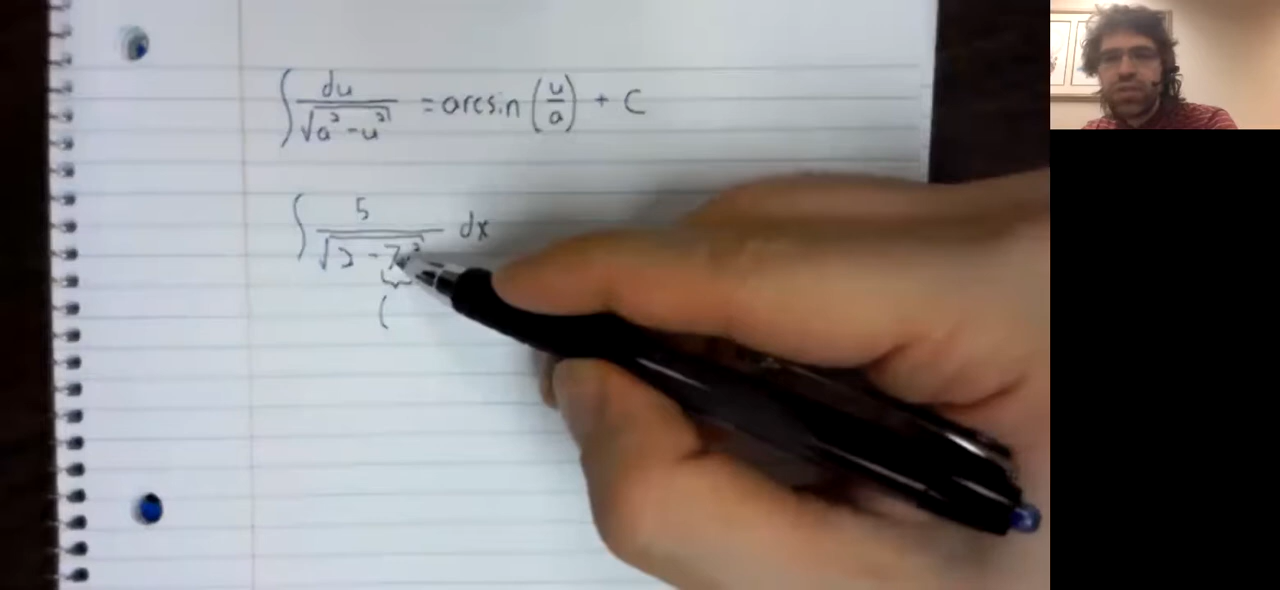 ∫ du/√(a² - u²) = arcsin (u/a) + C
∫ 5/√(2 - 7x²) dx
(